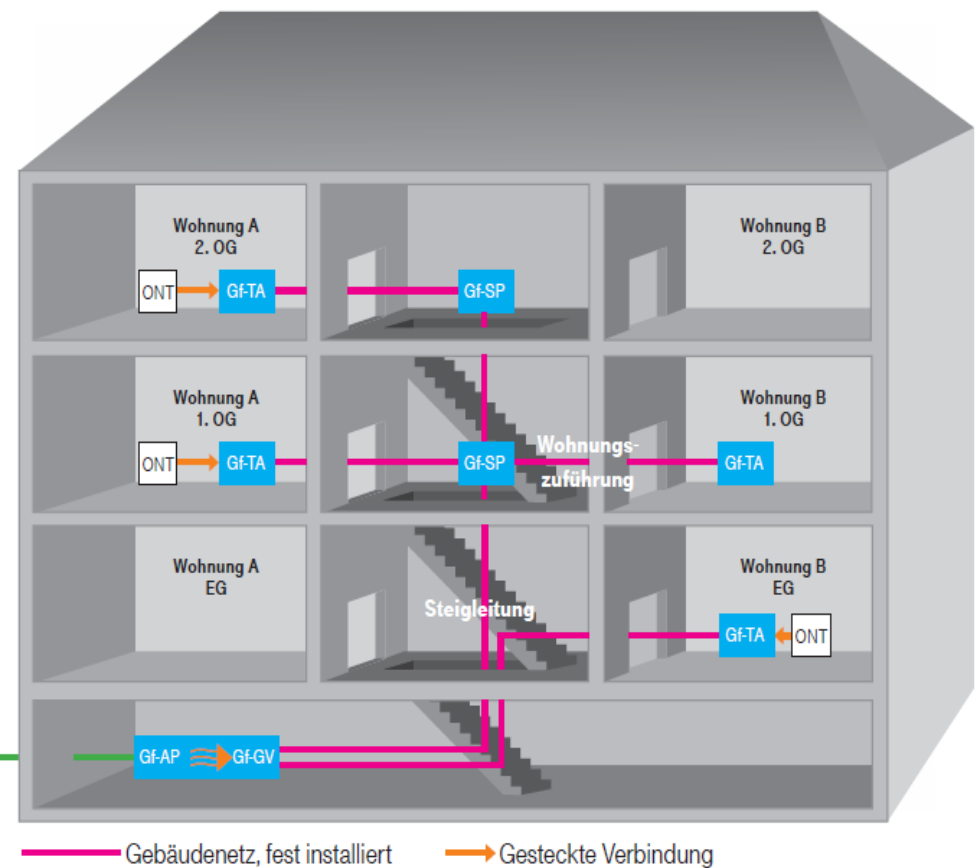 Wohnung A
2. OG
ONT
Gf-TA
Gf-SP
Wohnung B
2. OG
Wohnung A
1. OG
ONT
Gf-TA
Gf-SP
Wohnungs-
zuführung
Wohnung B
1. OG
Gf-TA
Wohnung A
EG
Steigleitung
Wohnung B
EG
Gf-TA
ONT
Gf-AP
Gf-GV
Gebäudenetz, fest installiert
Gesteckte Verbindung